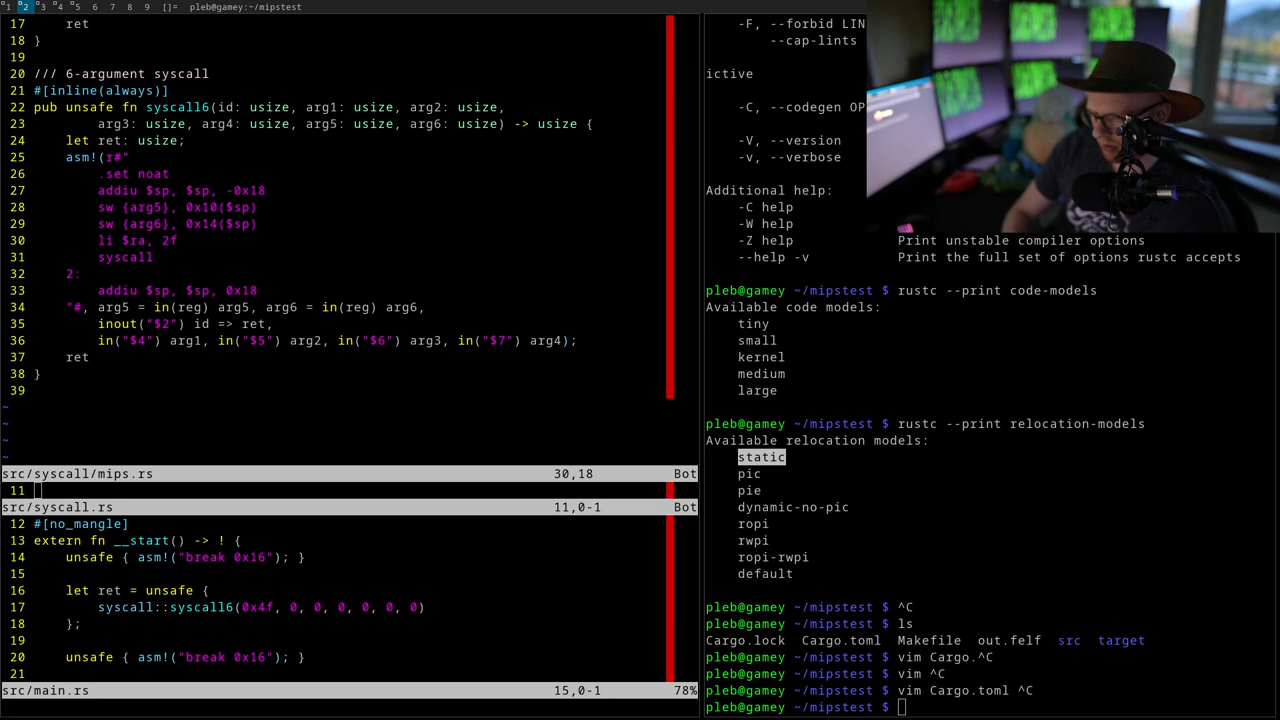 1 2 3 4 5 6 7 8 9 []= pleb@gamey:~/mipstest
17 ret
18 }
19
20 /// 6-argument syscall
21 #[inline(always)]
22 pub unsafe fn syscall6(id: usize, arg1: usize, arg2: usize,
23 arg3: usize, arg4: usize, arg5: usize, arg6: usize) -> usize {
24 let ret: usize;
25 asm!(r#"
26 .set noat
27 addiu $sp, $sp, -0x18
28 sw {arg5}, 0x10($sp)
29 sw {arg6}, 0x14($sp)
30 li $ra, 2f
31 syscall
32 2:
33 addiu $sp, $sp, 0x18
34 "#, arg5 = in(reg) arg5, arg6 = in(reg) arg6,
35 inout("$2") id => ret,
36 in("$4") arg1, in("$5") arg2, in("$6") arg3, in("$7") arg4);
37 ret
38 }
39
~
~
~
~
src/syscall/mips.rs 30,18 Bot
11
src/syscall.rs 11,0-1 Bot
12 #[no_mangle]
13 extern fn __start() -> ! {
14 unsafe { asm!("break 0x16"); }
15
16 let ret = unsafe {
17 syscall::syscall6(0x4f, 0, 0, 0, 0, 0, 0)
18 };
19
20 unsafe { asm!("break 0x16"); }
21
src/main.rs 15,0-1 78%
-F, --forbid LIN
--cap-lints
ictive
-C, --codegen OP
-V, --version
-v, --verbose
Additional help:
-C help
-W help
-Z help Print unstable compiler options
--help -v Print the full set of options rustc accepts
pleb@gamey ~/mipstest $ rustc --print code-models
Available code models:
tiny
small
kernel
medium
large
pleb@gamey ~/mipstest $ rustc --print relocation-models
Available relocation models:
static
pic
pie
dynamic-no-pic
ropi
rwpi
ropi-rwpi
default
pleb@gamey ~/mipstest $ ^C
pleb@gamey ~/mipstest $ ls
Cargo.lock Cargo.toml Makefile out.felf src target
pleb@gamey ~/mipstest $ vim Cargo.^C
pleb@gamey ~/mipstest $ vim ^C
pleb@gamey ~/mipstest $ vim Cargo.toml ^C
pleb@gamey ~/mipstest $